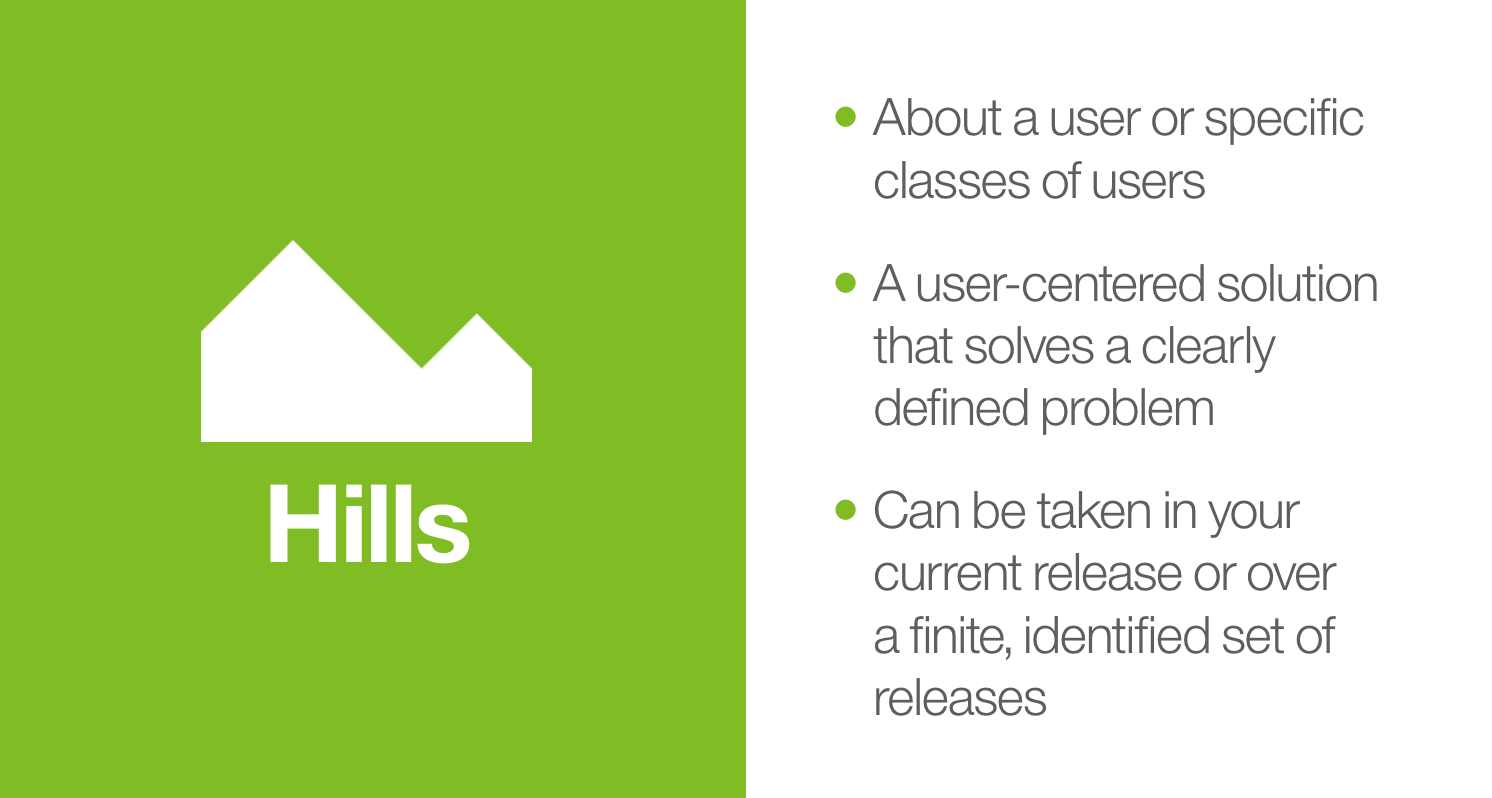 Hills
• About a user or specific
classes of users
• A user-centered solution
that solves a clearly
defined problem
• Can be taken in your
current release or over
a finite, identified set of
releases